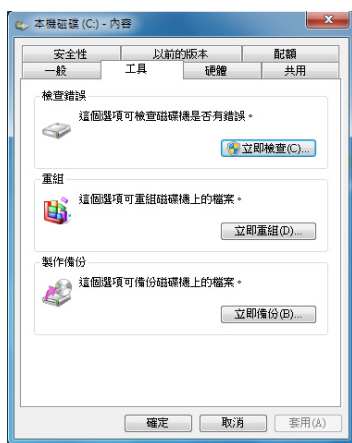 本機磁碟 (C:) - 內容
安全性 以前的版本 配額
一般 工具 硬體 共用
檢查錯誤
這個選項可檢查磁碟機是否有錯誤。
立即檢查(C)...
重組
這個選項可重組磁碟機上的檔案。
立即重組(D)...
製作備份
這個選項可備份磁碟機上的檔案。
立即備份(B)...
確定 取消 套用(A)